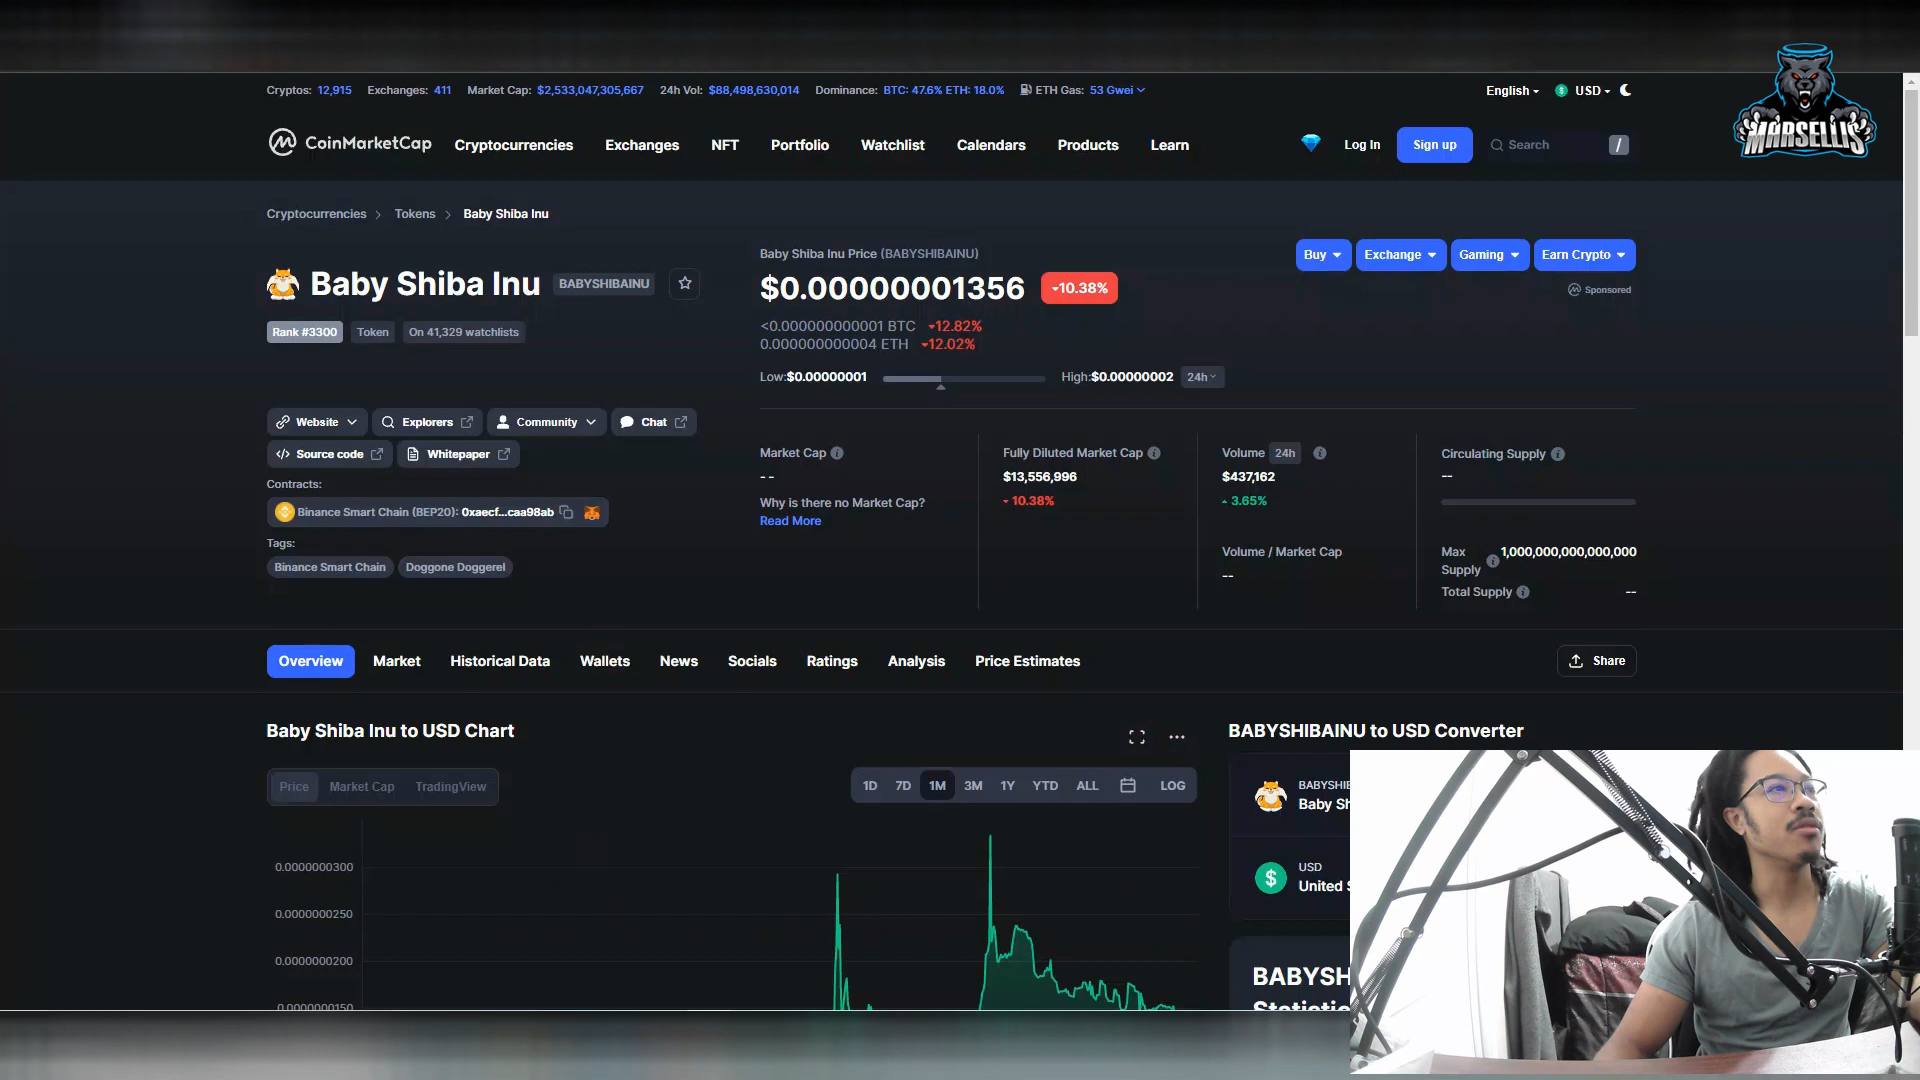 Cryptos: 12,915 Exchanges: 411 Market Cap: $2,533,047,305,667 24h Vol: $88,498,630,014 Dominance: BTC: 47.6% ETH: 18.0% ETH Gas: 53 Gwei
English USD
MARSELLIS
CoinMarketCap Cryptocurrencies Exchanges NFT Portfolio Watchlist Calendars Products Learn Log In Sign up Search /
Cryptocurrencies > Tokens > Baby Shiba Inu
Baby Shiba Inu BABYSHIBAINU
Rank #3300 Token On 41,329 watchlists
Baby Shiba Inu Price (BABYSHIBAINU)
$0.00000001356 10.38%
<0.000000000001 BTC 12.82%
0.000000000004 ETH 12.02%
Low:$0.00000001 High:$0.00000002 24h
Buy Exchange Gaming Earn Crypto
Sponsored
Website Explorers Community Chat
Source code Whitepaper
Contracts:
Binance Smart Chain (BEP20): 0xaecf...caa98ab
Tags:
Binance Smart Chain Doggone Doggerel
Market Cap
--
Why is there no Market Cap?
Read More
Fully Diluted Market Cap
$13,556,996
10.38%
Volume 24h
$437,162
3.65%
Volume / Market Cap
--
Circulating Supply
--
Max Supply 1,000,000,000,000,000
Total Supply --
Overview Market Historical Data Wallets News Socials Ratings Analysis Price Estimates Share
Baby Shiba Inu to USD Chart
Price Market Cap TradingView
1D 7D 1M 3M 1Y YTD ALL LOG
0.0000000300
0.0000000250
0.0000000200
0.0000000150
BABYSHIBAINU to USD Converter
BABYSHIB
Baby Sh
USD
United S
BABYSH
Statistic